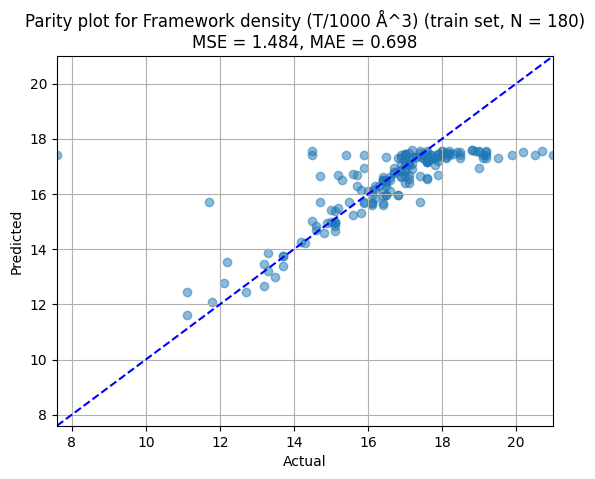 Parity plot for Framework density (T/1000 Å^3) (train set, N = 180)
MSE = 1.484, MAE = 0.698
20
18
16
14
12
10
8
Predicted
8 10 12 14 16 18 20
Actual